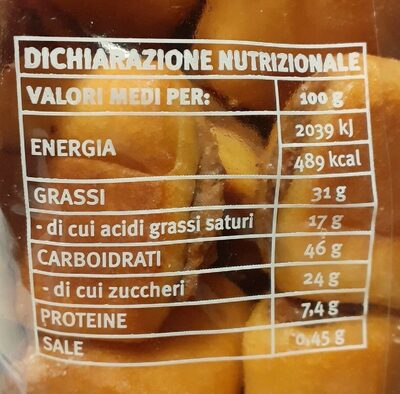 DICHIARAZIONE NUTRIZIONALE
VALORI MEDI PER: 100 g
ENERGIA 2039 kJ
489 kcal
GRASSI 31 g
- di cui acidi grassi saturi 17 g
CARBOIDRATI 46 g
- di cui zuccheri 24 g
PROTEINE 7,4 g
SALE 0,45 g